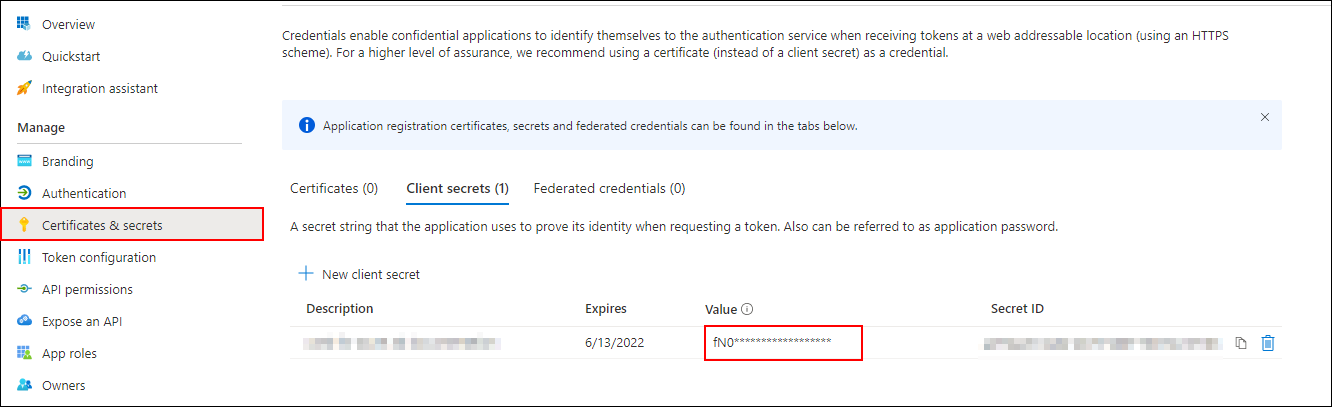 Overview
Quickstart
Integration assistant
Manage
Branding
Authentication
Certificates & secrets
Token configuration
API permissions
Expose an API
App roles
Owners
Credentials enable confidential applications to identify themselves to the authentication service when receiving tokens at a web addressable location (using an HTTPS
scheme). For a higher level of assurance, we recommend using a certificate (instead of a client secret) as a credential.
Application registration certificates, secrets and federated credentials can be found in the tabs below.
Certificates (0) Client secrets (1) Federated credentials (0)
A secret string that the application uses to prove its identity when requesting a token. Also can be referred to as application password.
New client secret
Description Expires Value Secret ID
6/13/2022 fN0******************